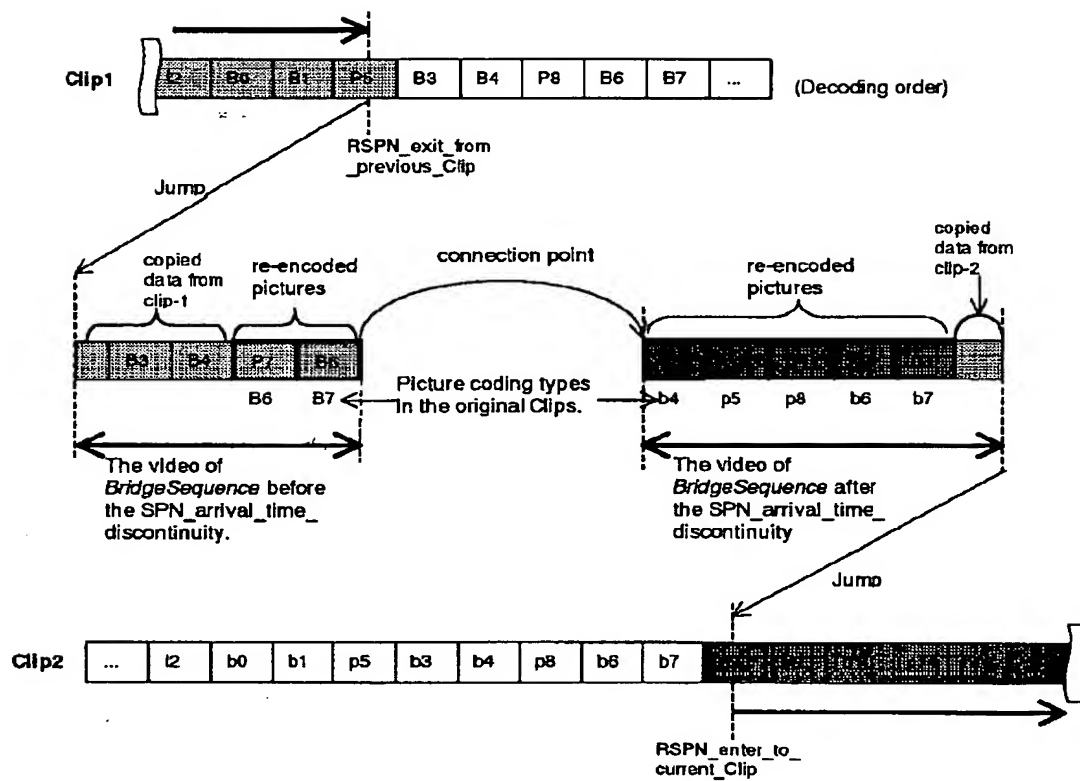 Clip1
I2 B0 B1 P5 B3 B4 P8 B6 B7 ...
(Decoding order)
RSPN_exit_from
_previous_Clip
Jump
copied
data from
clip-1
re-encoded
pictures
connection point
re-encoded
pictures
copied
data from
clip-2
B3 B4 P7
B6 B7
Picture coding types
in the original Clips.
b4 p5 p8 b6 b7
The video of
BridgeSequence before
the SPN_arrival_time_
discontinuity.
The video of
BridgeSequence after
the SPN_arrival_time_
discontinuity
Jump
Clip2
... I2 b0 b1 p5 b3 b4 p8 b6 b7
RSPN_enter_to_
current_Clip